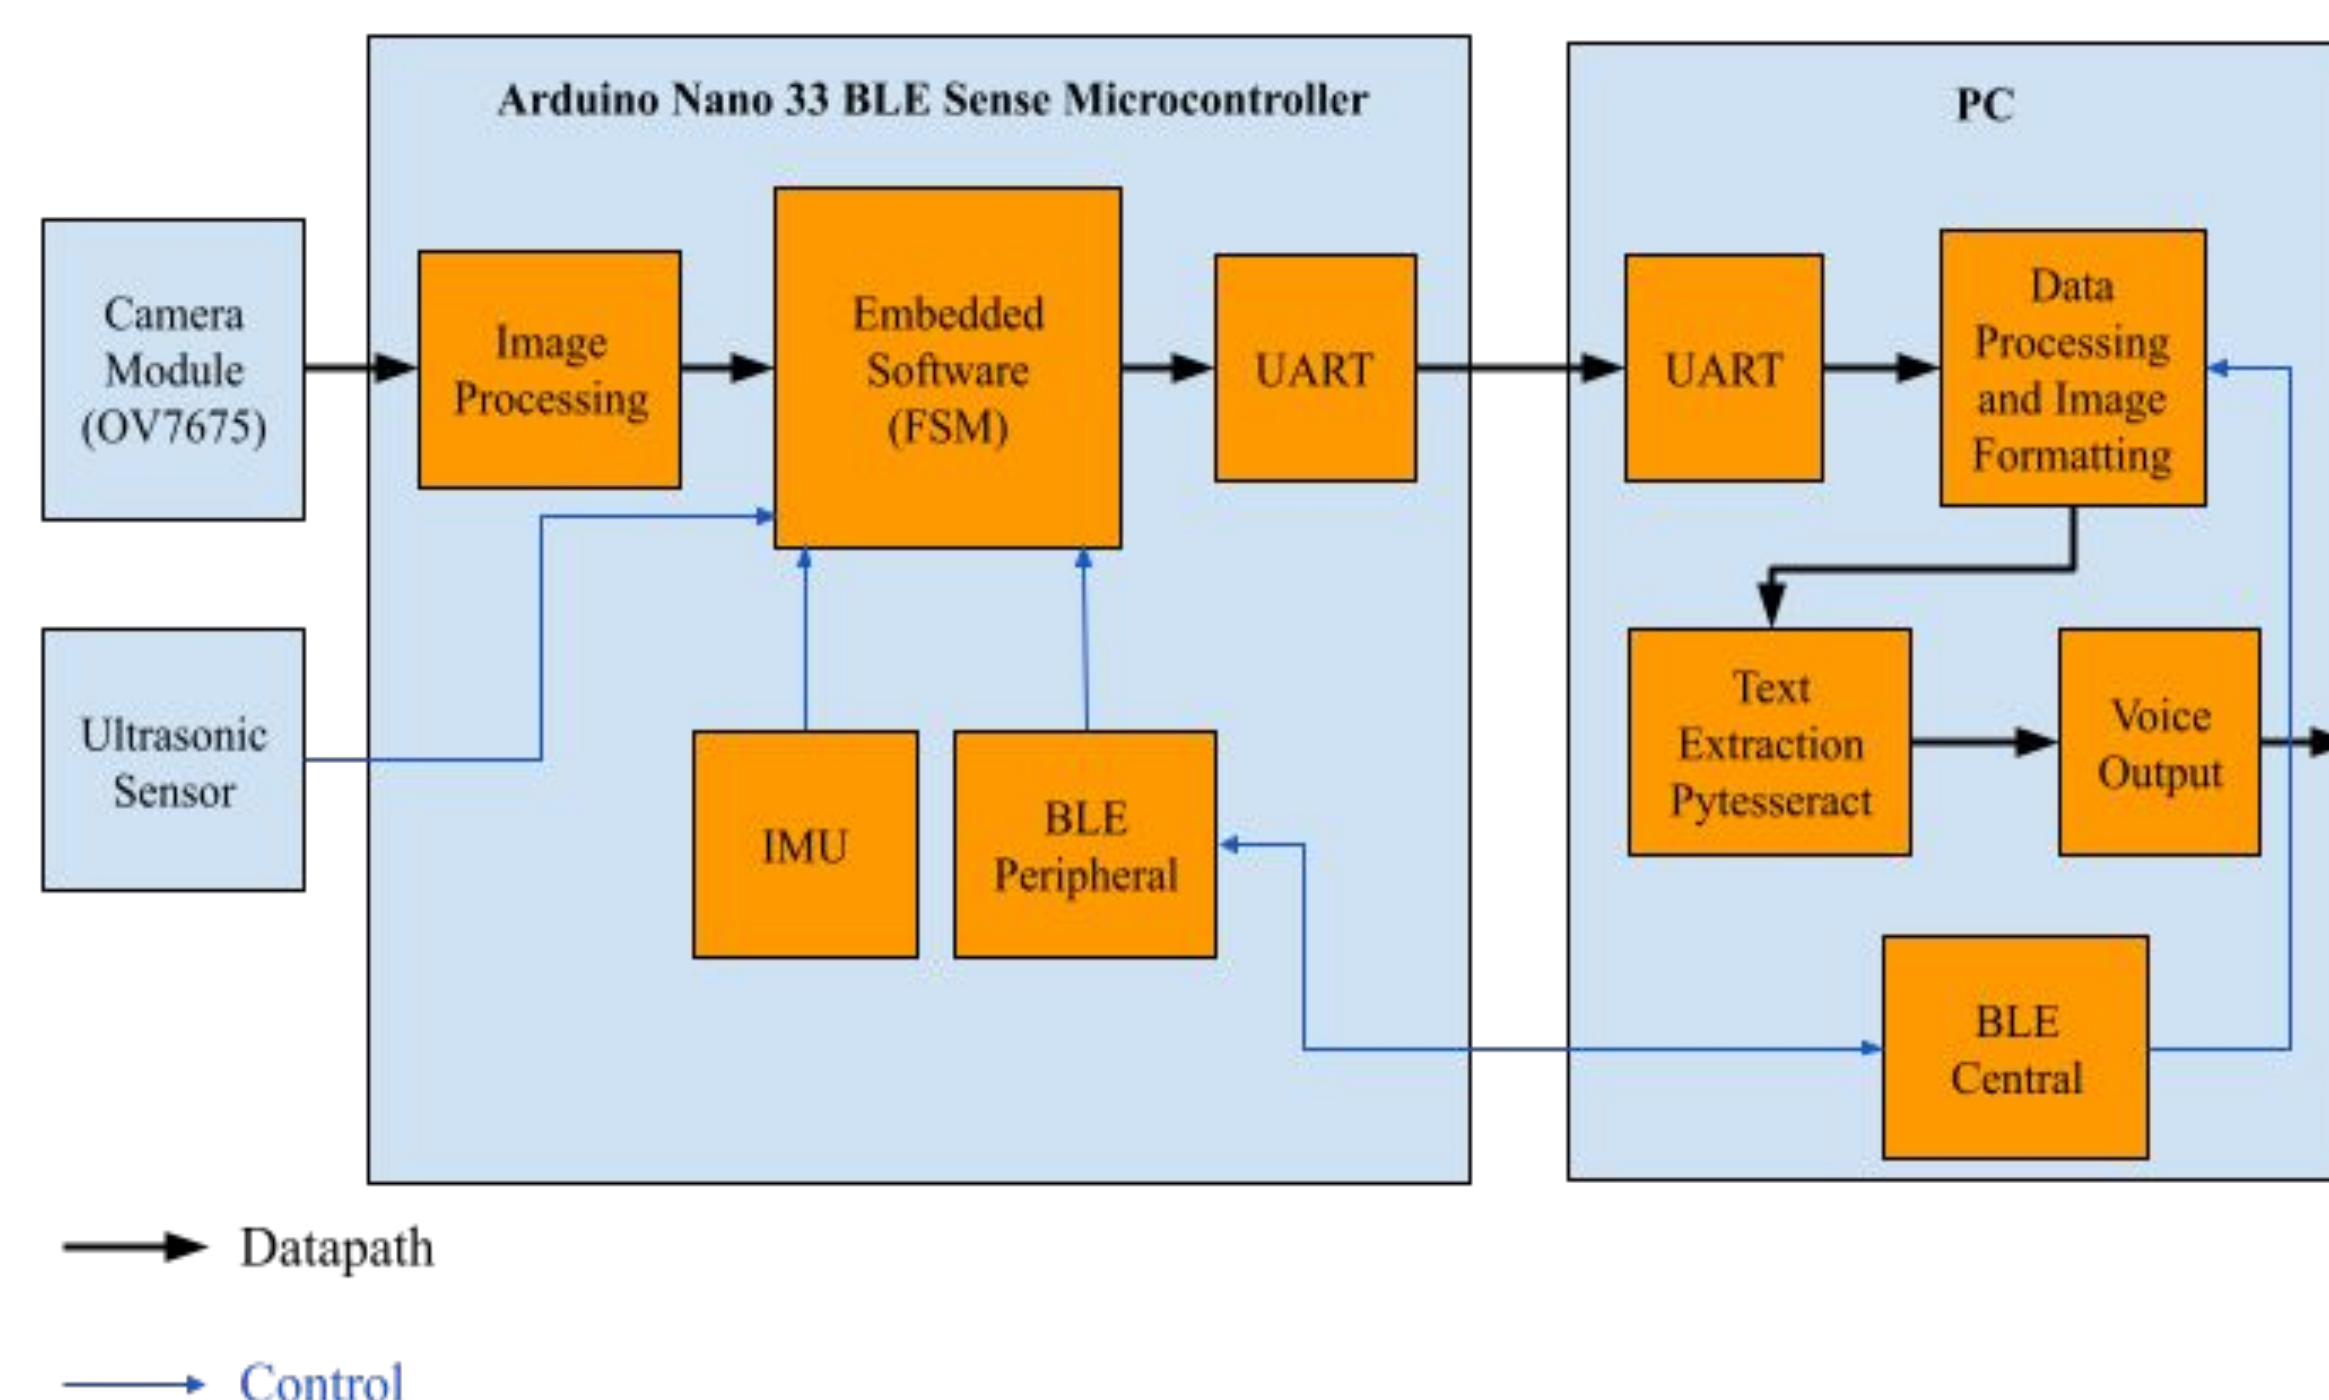 Arduino Nano 33 BLE Sense Microcontroller
PC
Camera
Module
(OV7675)
Image
Processing
Embedded
Software
(FSM)
UART
UART
Data
Processing
and Image
Formatting
Ultrasonic
Sensor
IMU
BLE
Peripheral
Text
Extraction
Pytesseract
Voice
Output
BLE
Central
Datapath
Control